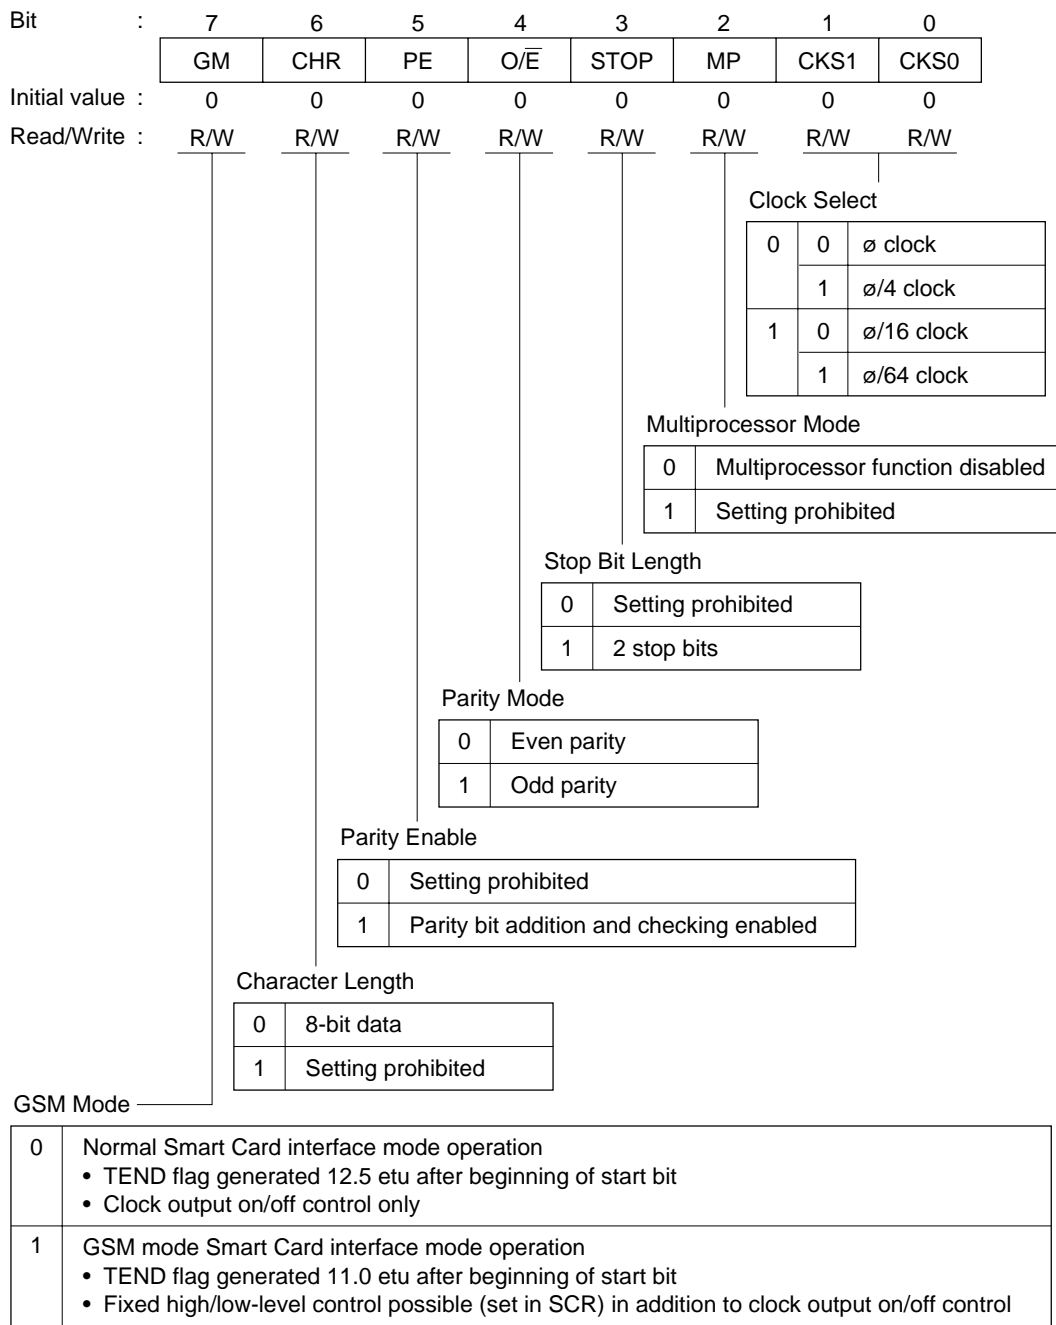 Bit : 7 6 5 4 3 2 1 0
GM CHR PE O/E̅ STOP MP CKS1 CKS0
Initial value : 0 0 0 0 0 0 0 0
Read/Write : R/W R/W R/W R/W R/W R/W R/W R/W
Clock Select
0 0 ø clock
1 ø/4 clock
1 0 ø/16 clock
1 ø/64 clock
Multiprocessor Mode
0 Multiprocessor function disabled
1 Setting prohibited
Stop Bit Length
0 Setting prohibited
1 2 stop bits
Parity Mode
0 Even parity
1 Odd parity
Parity Enable
0 Setting prohibited
1 Parity bit addition and checking enabled
Character Length
0 8-bit data
1 Setting prohibited
GSM Mode
0 Normal Smart Card interface mode operation
• TEND flag generated 12.5 etu after beginning of start bit
• Clock output on/off control only
1 GSM mode Smart Card interface mode operation
• TEND flag generated 11.0 etu after beginning of start bit
• Fixed high/low-level control possible (set in SCR) in addition to clock output on/off control